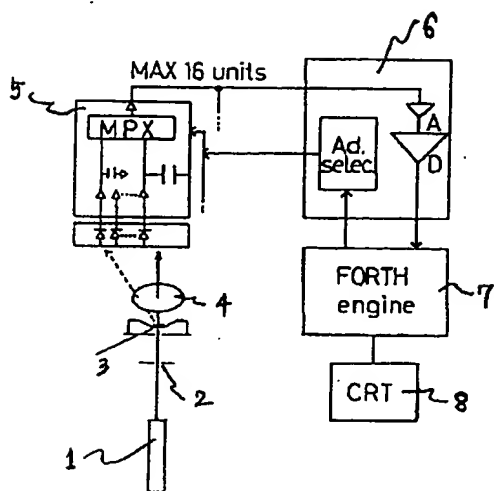 6
MAX 16 units
5
MPX
A
Ad.
selec.
D
FORTH
engine
7
4
3
2
CRT
8
1